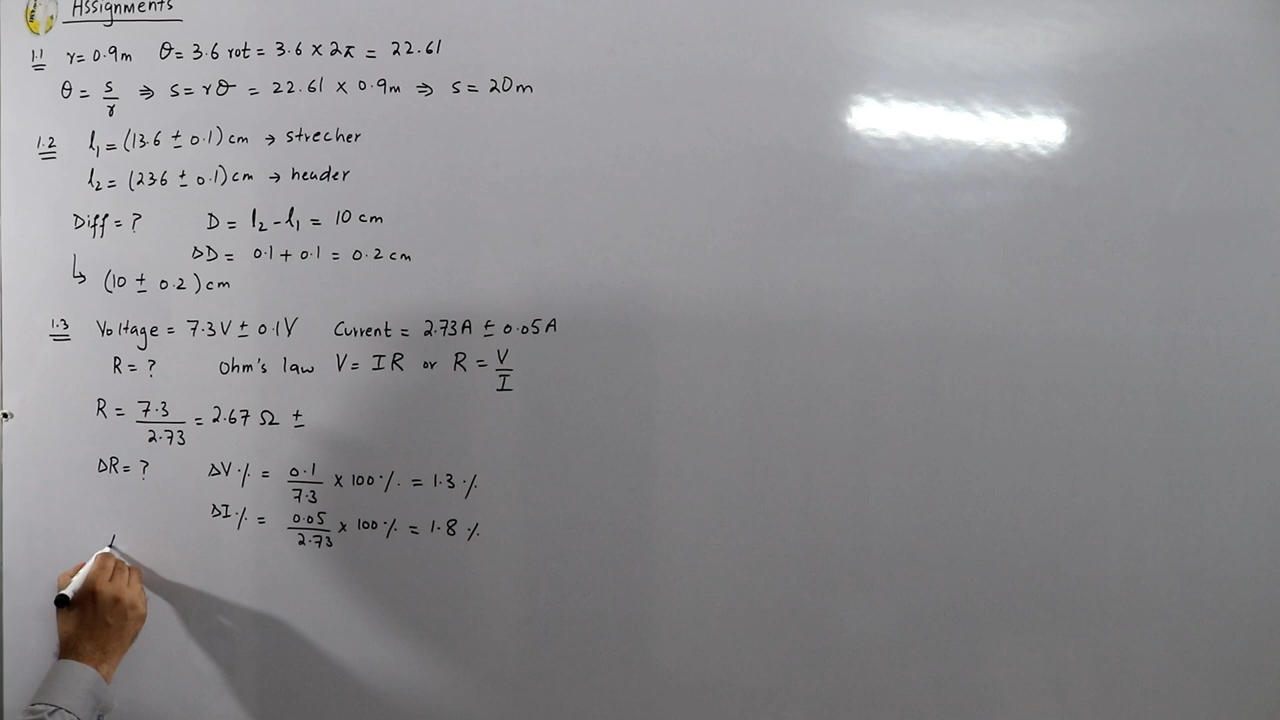 Assignments
1.1 r= 0.9m θ= 3.6 rot = 3.6 × 2π = 22.61
θ = s/r ⇒ s= rθ = 22.61 × 0.9m ⇒ s= 20m
1.2 l₁ = (13.6 ± 0.1) cm → strecher
l₂ = (236 ± 0.1) cm → header
Diff = ? D = l₂ - l₁ = 10 cm
ΔD = 0.1 + 0.1 = 0.2 cm
↳ (10 ± 0.2) cm
1.3 Voltage = 7.3V ± 0.1V Current = 2.73A ± 0.05A
R = ? Ohm's law V= IR or R = V/I
R = 7.3/2.73 = 2.67 Ω ±
ΔR = ? ΔV% = 0.1/7.3 × 100% = 1.3%
ΔI% = 0.05/2.73 × 100% = 1.8%